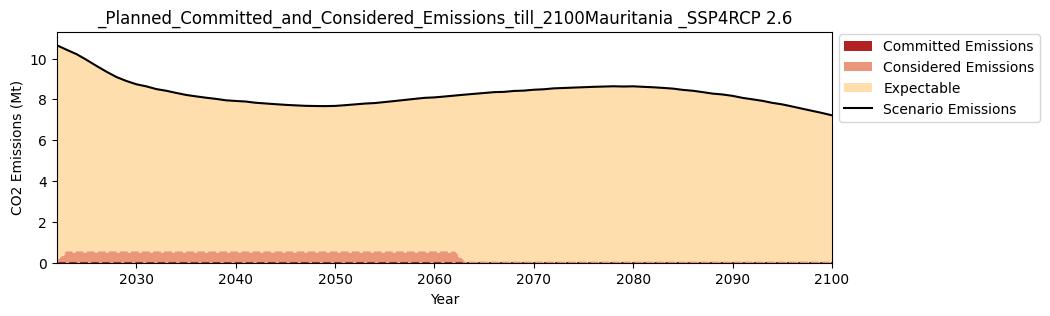 _Planned_Committed_and_Considered_Emissions_till_2100Mauritania _SSP4RCP 2.6
Committed Emissions
Considered Emissions
Expectable
Scenario Emissions
CO2 Emissions (Mt)
10
8
6
4
2
0
2030 2040 2050 2060 2070 2080 2090 2100
Year